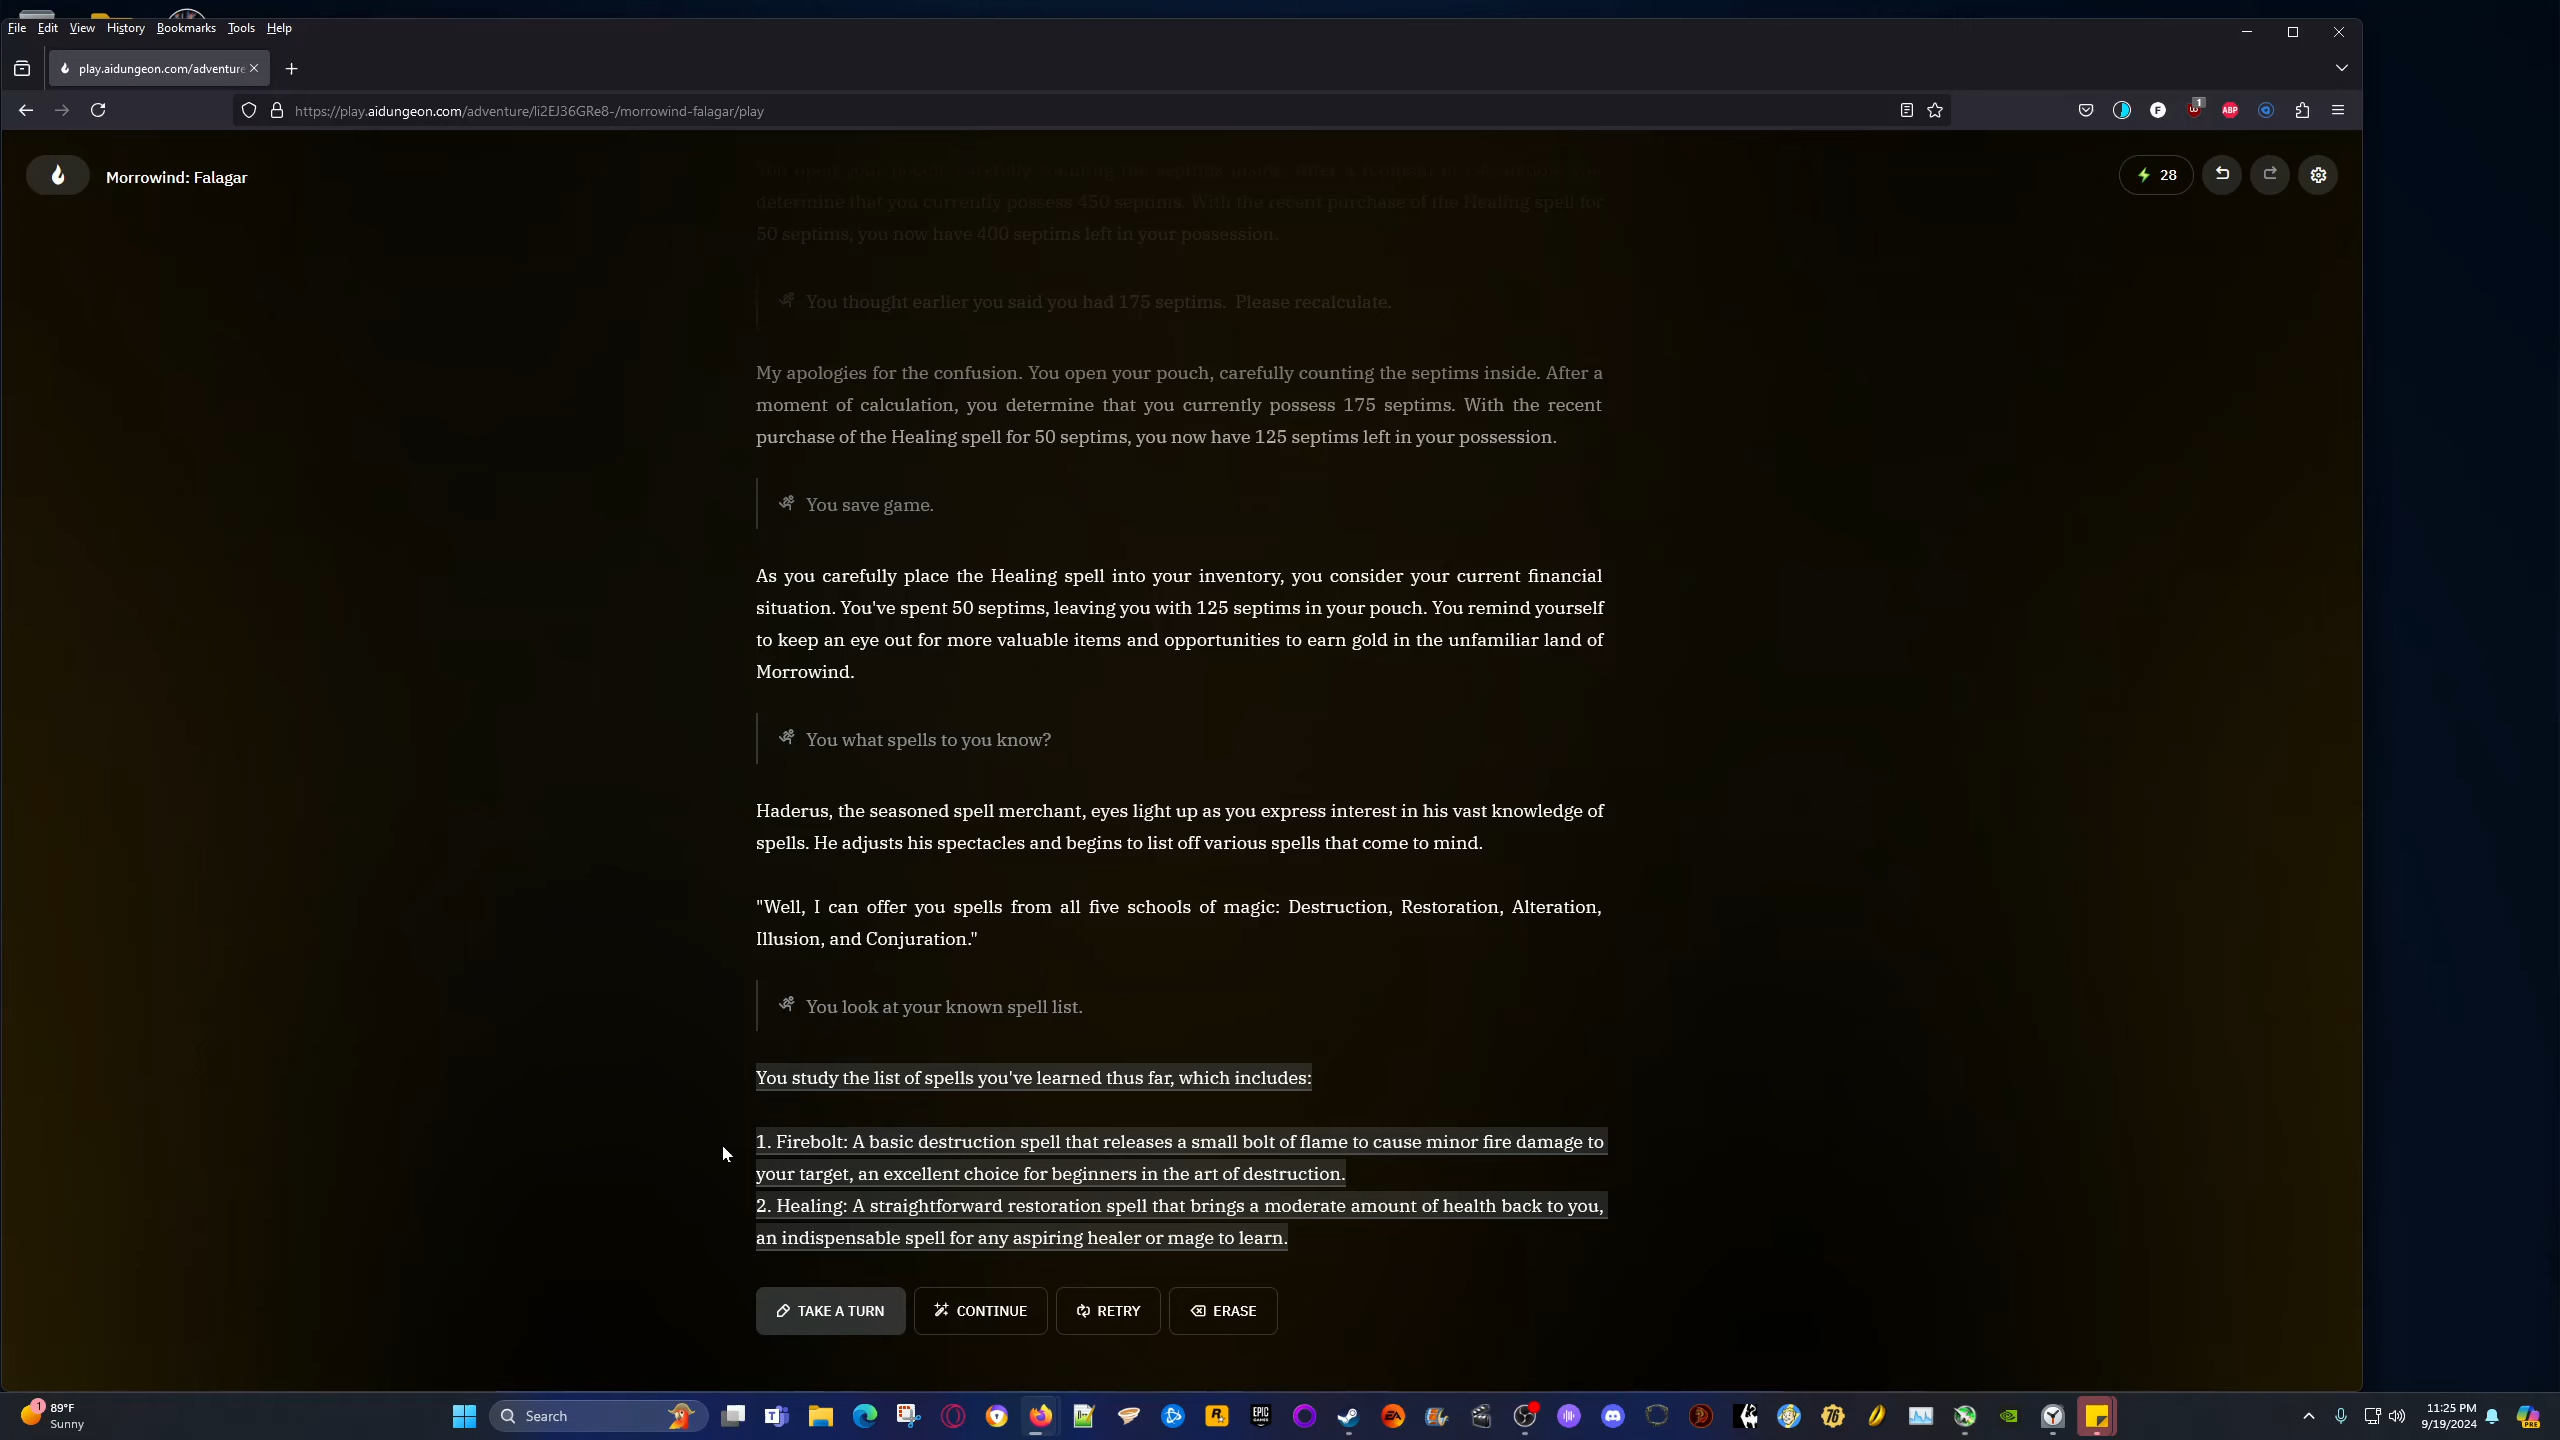 File Edit View History Bookmarks Tools Help
play.aidungeon.com/adventure
https://play.aidungeon.com/adventure/li2EJ36GRe8-/morrowind-falagar/play
1
ABP
Morrowind: Falagar
28
determine that you currently possess 450 septims. With the recent purchase of the Healing spell for
50 septims, you now have 400 septims left in your possession.
You thought earlier you said you had 175 septims.  Please recalculate.
My apologies for the confusion. You open your pouch, carefully counting the septims inside. After a
moment of calculation, you determine that you currently possess 175 septims. With the recent
purchase of the Healing spell for 50 septims, you now have 125 septims left in your possession.
You save game.
As you carefully place the Healing spell into your inventory, you consider your current financial
situation. You've spent 50 septims, leaving you with 125 septims in your pouch. You remind yourself
to keep an eye out for more valuable items and opportunities to earn gold in the unfamiliar land of
Morrowind.
You what spells to you know?
Haderus, the seasoned spell merchant, eyes light up as you express interest in his vast knowledge of
spells. He adjusts his spectacles and begins to list off various spells that come to mind.
"Well, I can offer you spells from all five schools of magic: Destruction, Restoration, Alteration,
Illusion, and Conjuration."
You look at your known spell list.
You study the list of spells you've learned thus far, which includes:
1. Firebolt: A basic destruction spell that releases a small bolt of flame to cause minor fire damage to
your target, an excellent choice for beginners in the art of destruction.
2. Healing: A straightforward restoration spell that brings a moderate amount of health back to you,
an indispensable spell for any aspiring healer or mage to learn.
TAKE A TURN CONTINUE RETRY ERASE
1
89°F
Sunny
Search
EPIC
EA
76
PRE
11:25 PM
9/19/2024